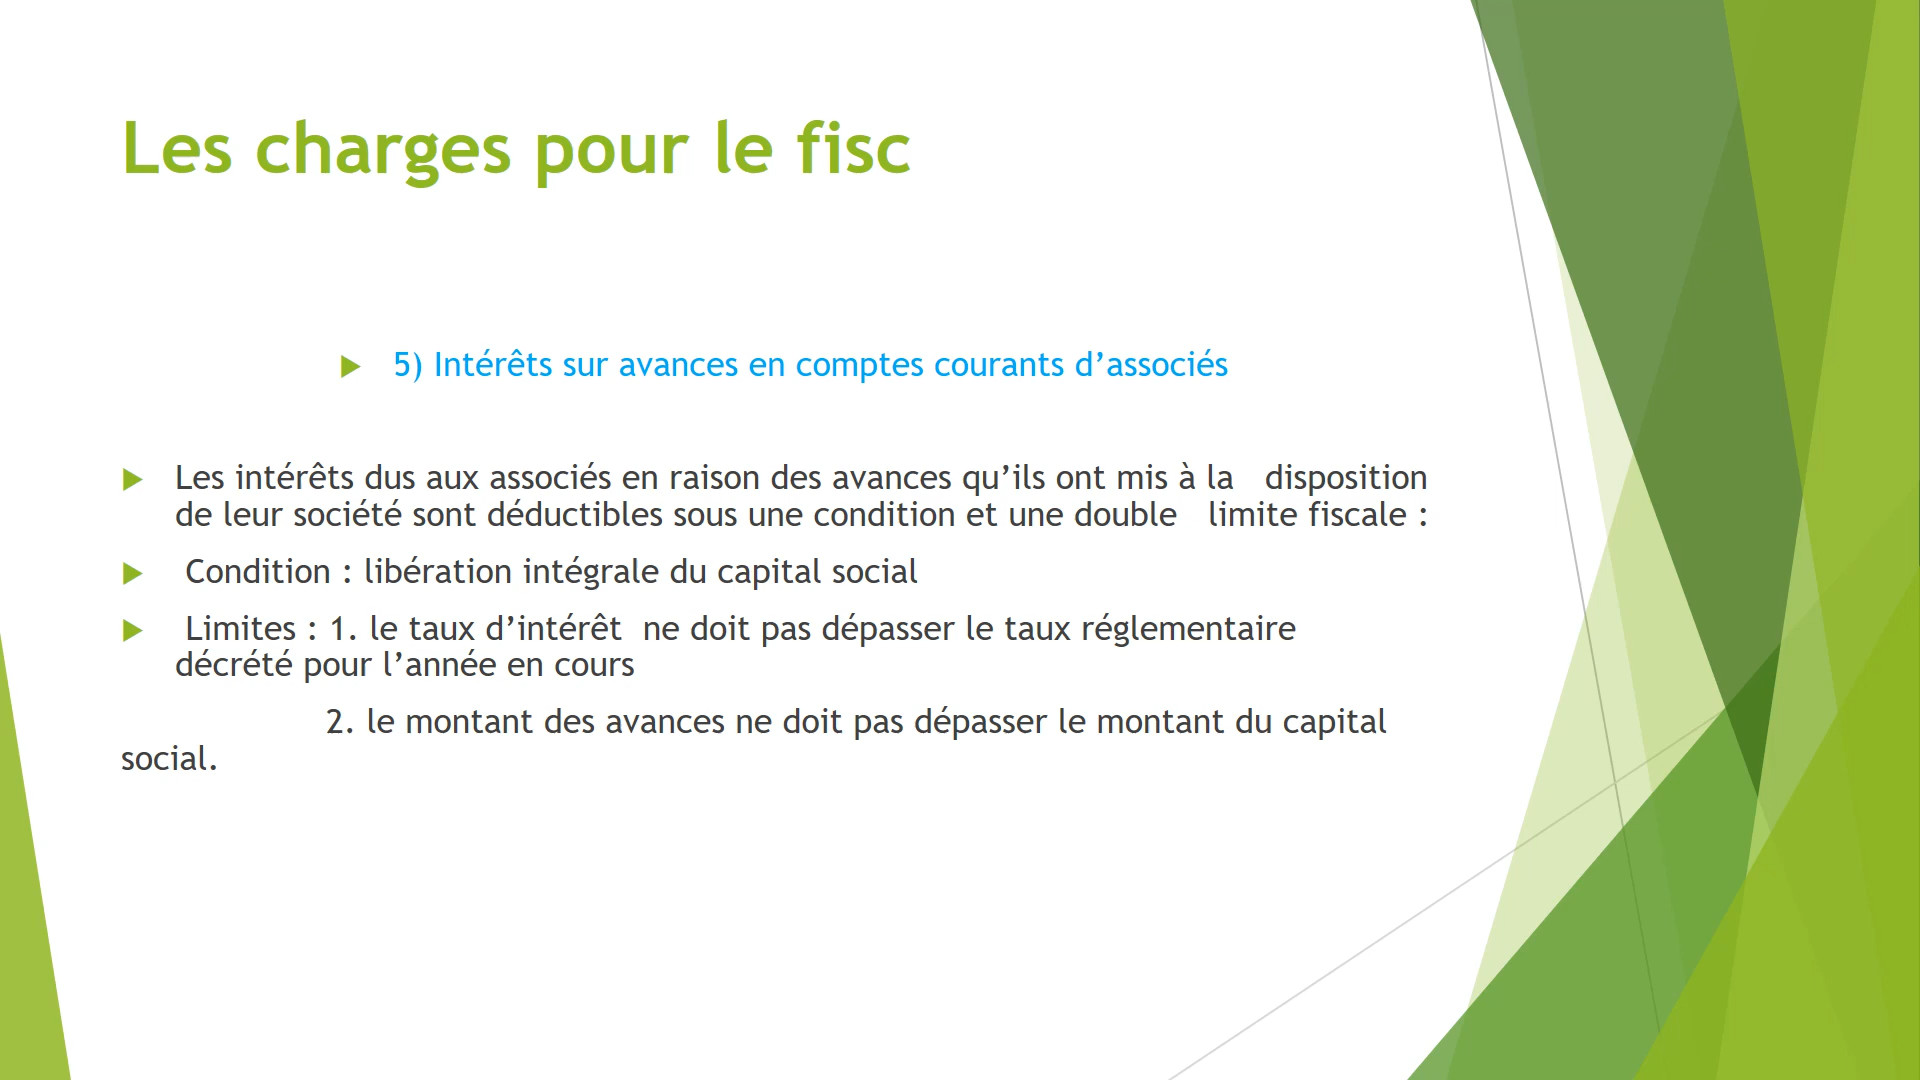 Les charges pour le fisc
5) Intérêts sur avances en comptes courants d’associés
Les intérêts dus aux associés en raison des avances qu’ils ont mis à la disposition
de leur société sont déductibles sous une condition et une double limite fiscale :
Condition : libération intégrale du capital social
Limites : 1. le taux d’intérêt ne doit pas dépasser le taux réglementaire
décrété pour l’année en cours
2. le montant des avances ne doit pas dépasser le montant du capital
social.